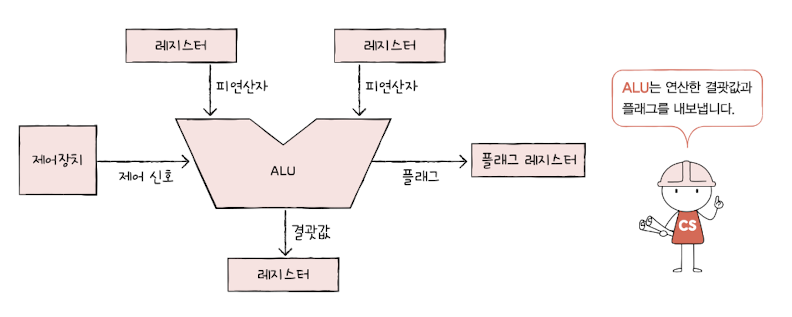 레지스터
레지스터
피연산자
피연산자
ALU는 연산한 결괏값과
플래그를 내보냅니다.
제어장치
제어 신호
ALU
플래그
플래그 레지스터
결괏값
레지스터
CS